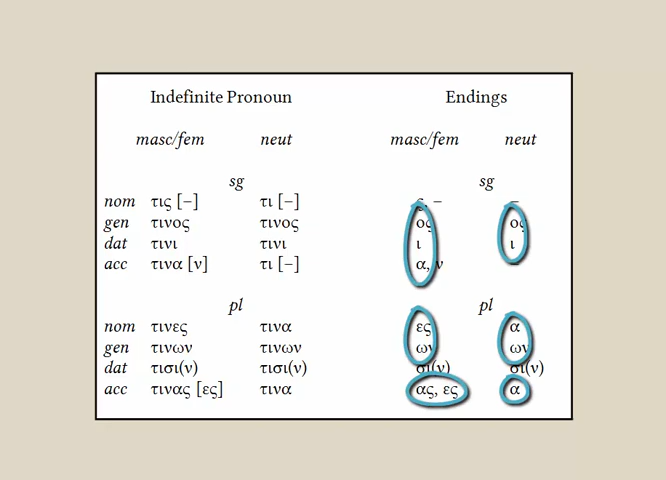 Indefinite Pronoun Endings
masc/fem neut masc/fem neut
sg sg
nom τις [–] τι [–] ς, – –
gen τινος τινος ος ος
dat τινι τινι ι ι
acc τινα [ν] τι [–] α, ν
pl pl
nom τινες τινα ες α
gen τινων τινων ων ων
dat τισι(ν) τισι(ν) σι(ν) σι(ν)
acc τινας [ες] τινα ας, ες α